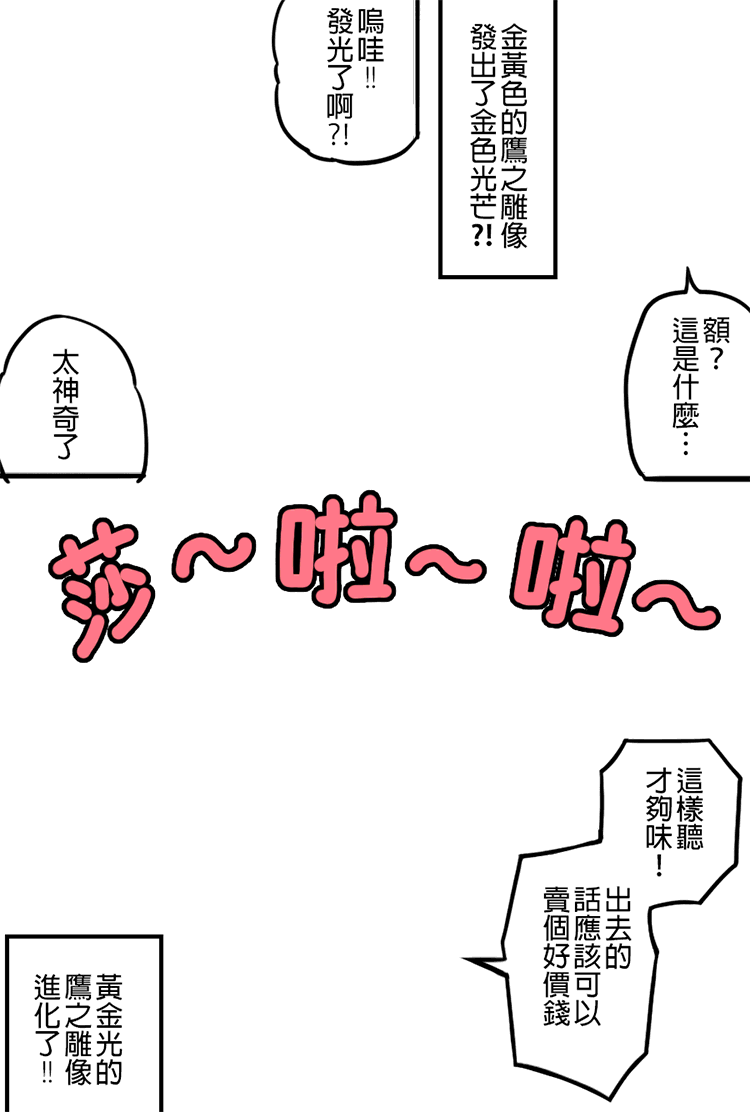 金黃色的鷹之雕像
發出了金色光芒?!
嗚哇!!
發光了啊?!
額？
這是什麼…
太神奇了
莎～啦～啦～
這樣聽
才夠味！
出去的
話應該可以
賣個好價錢
黃金光的
鷹之雕像
進化了!!